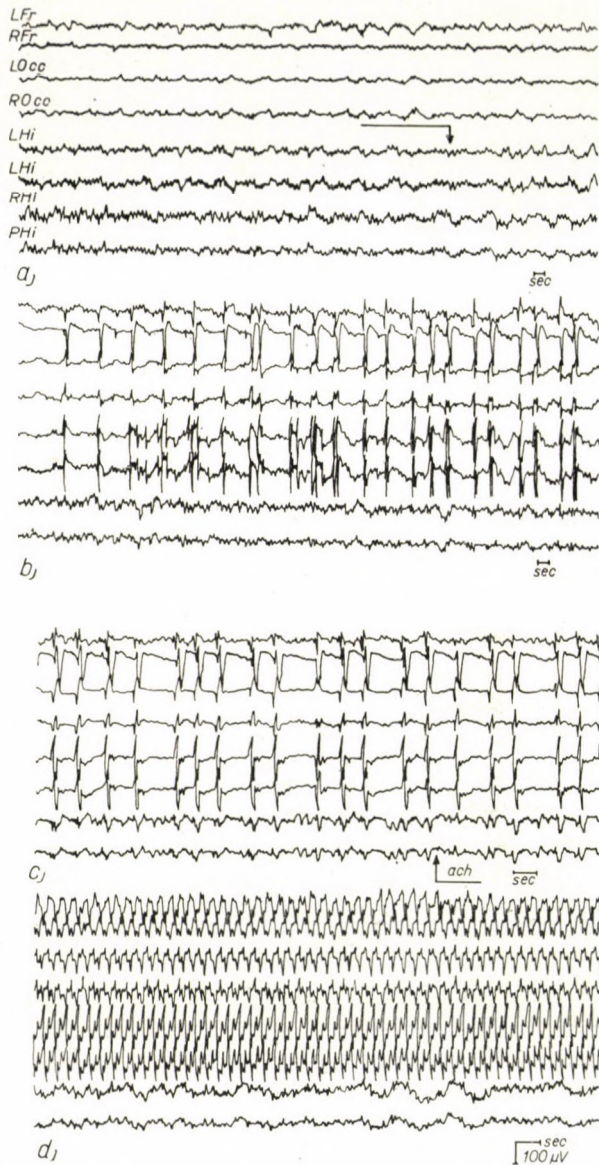 LFr
RFr
LOcc
ROcc
LHi
LHi
RHi
PHi
a)
sec
b)
sec
c)
ach
sec
d)
sec
100 µV